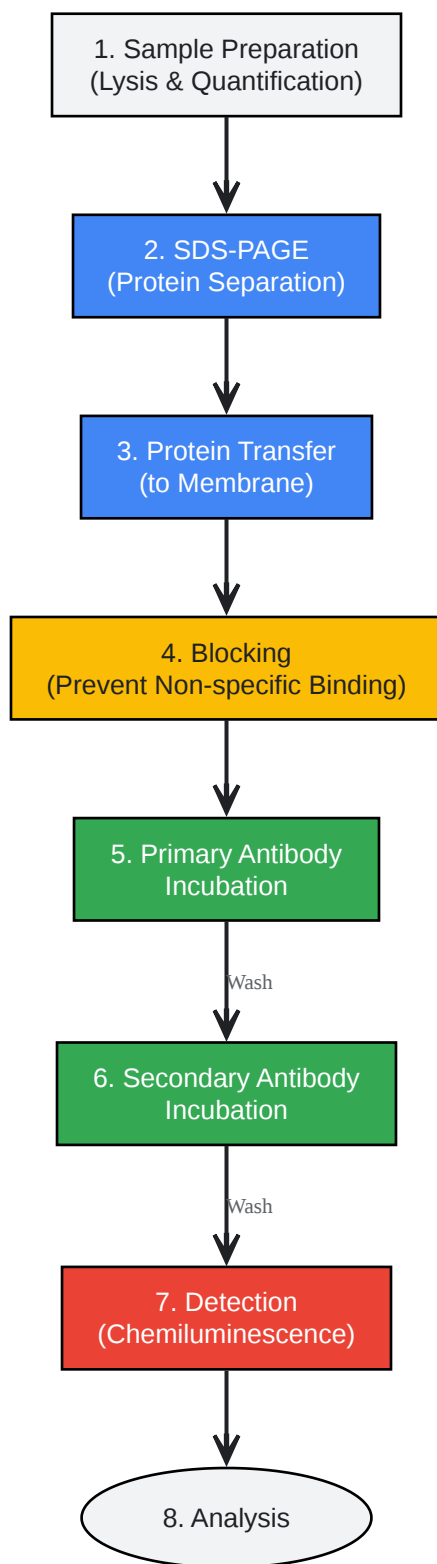 1. Sample Preparation
(Lysis & Quantification)
2. SDS-PAGE
(Protein Separation)
3. Protein Transfer
(to Membrane)
4. Blocking
(Prevent Non-specific Binding)
5. Primary Antibody
Incubation
Wash
6. Secondary Antibody
Incubation
Wash
7. Detection
(Chemiluminescence)
8. Analysis